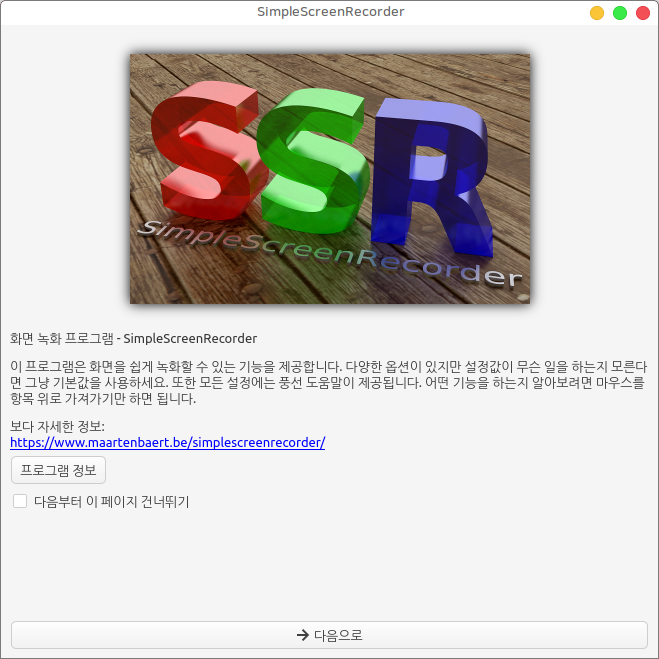 SimpleScreenRecorder
SSR
SimpleScreenRecorder
화면 녹화 프로그램 - SimpleScreenRecorder
이 프로그램은 화면을 쉽게 녹화할 수 있는 기능을 제공합니다. 다양한 옵션이 있지만 설정값이 무슨 일을 하는지 모른다
면 그냥 기본값을 사용하세요. 또한 모든 설정에는 풍선 도움말이 제공됩니다. 어떤 기능을 하는지 알아보려면 마우스를
항목 위로 가져가기만 하면 됩니다.
보다 자세한 정보:
https://www.maartenbaert.be/simplescreenrecorder/
프로그램 정보
다음부터 이 페이지 건너뛰기
다음으로